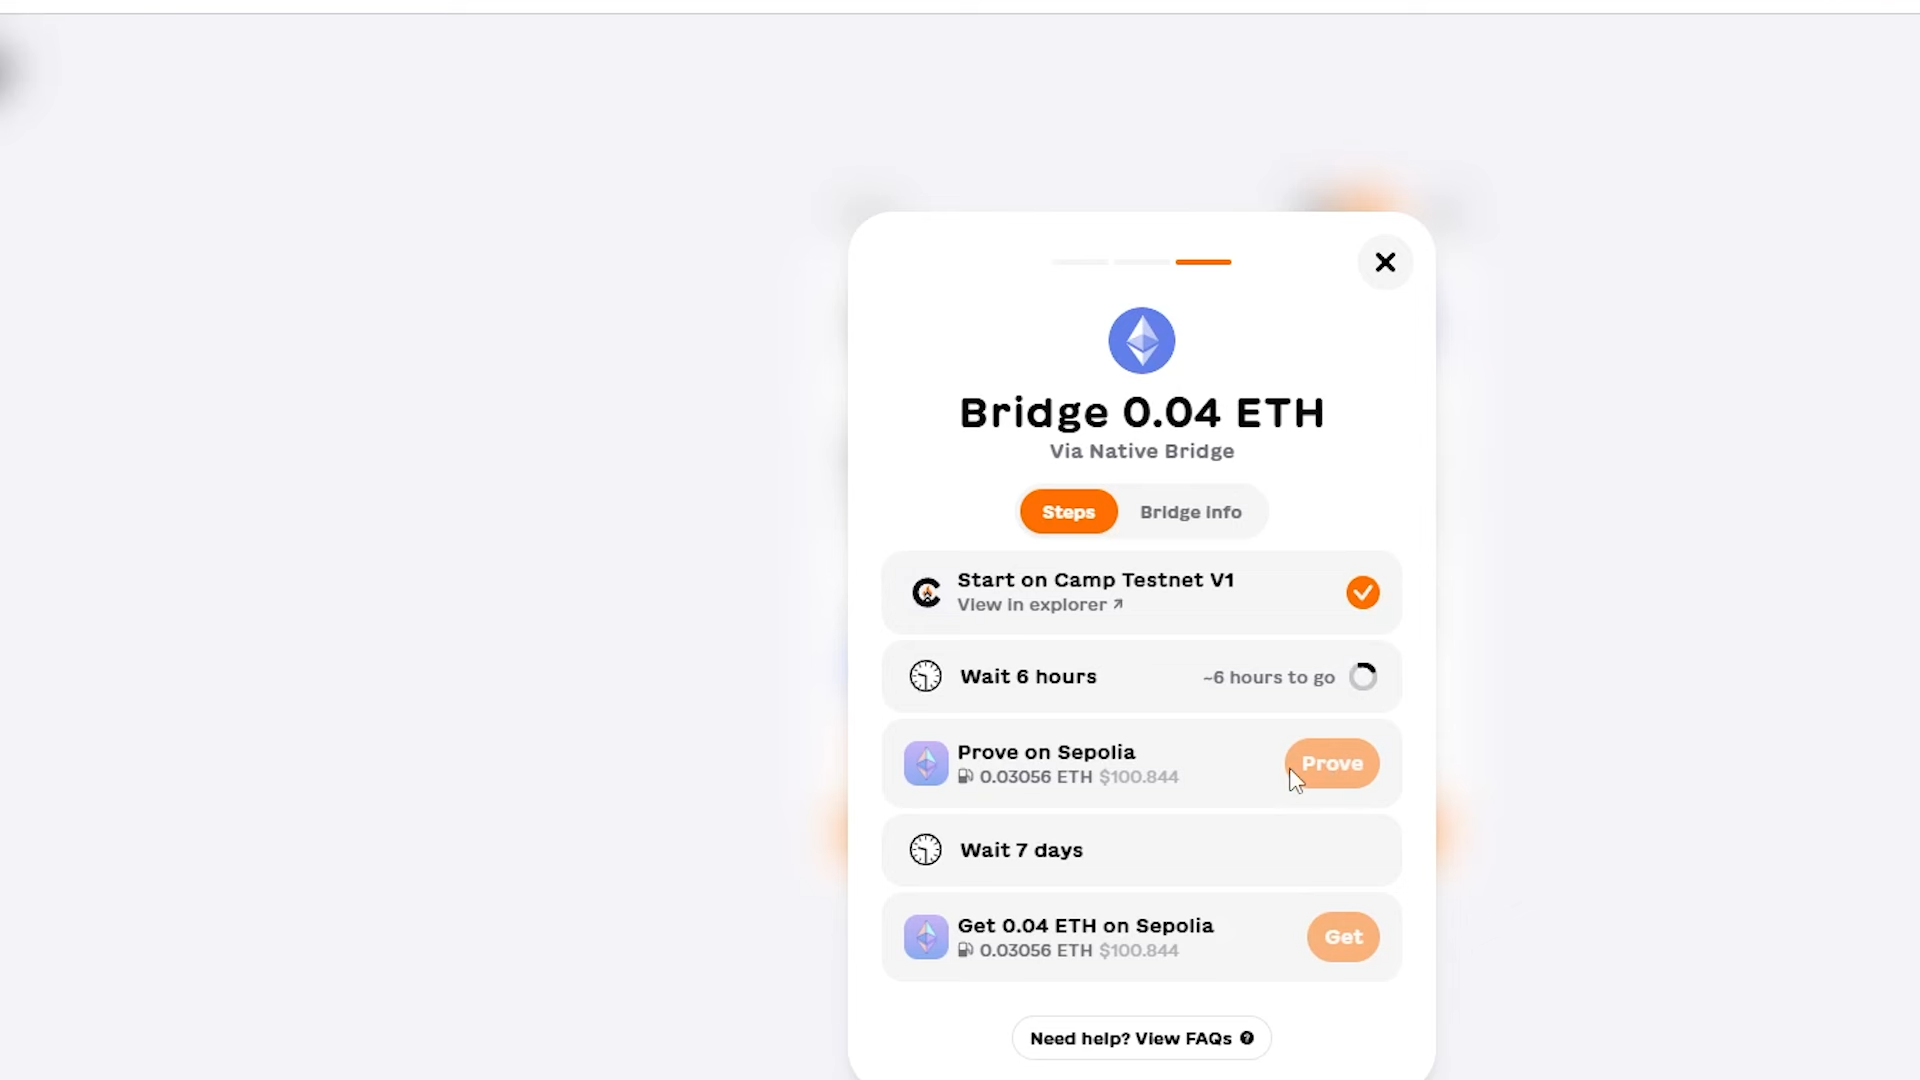 Bridge 0.04 ETH
Via Native Bridge
Steps
Bridge info
Start on Camp Testnet V1
View in explorer ↗
Wait 6 hours
~6 hours to go
Prove on Sepolia
0.03056 ETH $100.844
Prove
Wait 7 days
Get 0.04 ETH on Sepolia
0.03056 ETH $100.844
Get
Need help? View FAQs ?